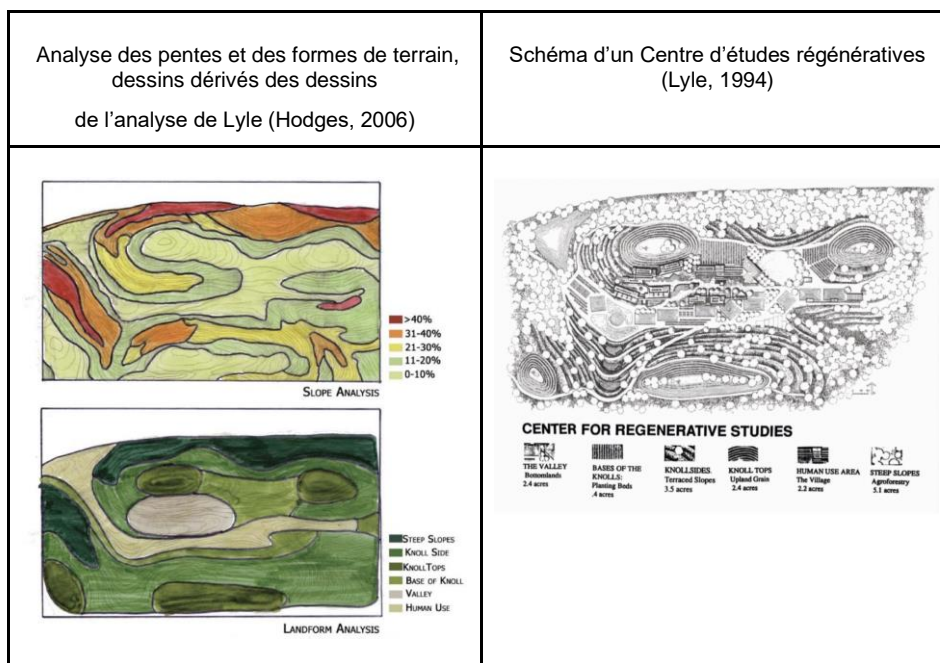 Analyse des pentes et des formes de terrain,
dessins dérivés des dessins
de l’analyse de Lyle (Hodges, 2006)
Schéma d’un Centre d’études régénératives
(Lyle, 1994)
>40%
31-40%
21-30%
11-20%
0-10%
SLOPE ANALYSIS
STEEP SLOPES
KNOLL SIDE
KNOLL TOPS
BASE OF KNOLL
VALLEY
HUMAN USE
LANDFORM ANALYSIS
CENTER FOR REGENERATIVE STUDIES
THE VALLEY
Bottomlands
2.4 acres
BASES OF THE
KNOLLS:
Planting Beds
.4 acres
KNOLLSIDES.
Terraced Slopes
3.5 acres
KNOLL TOPS
Upland Grain
2.4 acres
HUMAN USE AREA
The Village
2.2 acres
STEEP SLOPES
Agroforestry
5.1 acres